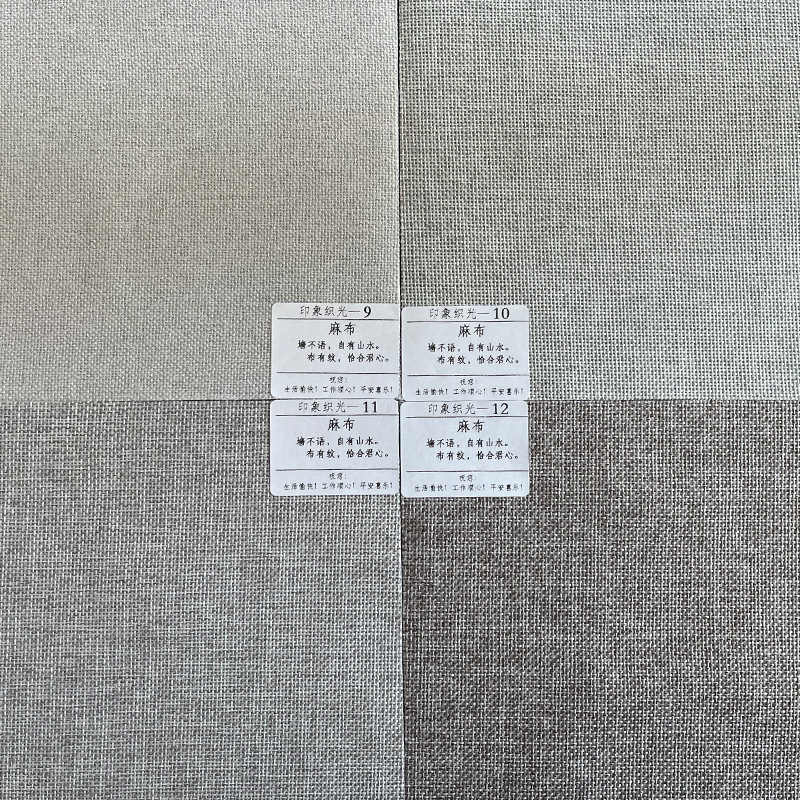 印象织光—9
麻布
墙不语，自有山水。
布有纹，恰合君心。
祝您：
生活愉快！工作顺心！平安喜乐！
印象织光—10
麻布
墙不语，自有山水。
布有纹，恰合君心。
祝您：
生活愉快！工作顺心！平安喜乐！
印象织光—11
麻布
墙不语，自有山水。
布有纹，恰合君心。
祝您：
生活愉快！工作顺心！平安喜乐！
印象织光—12
麻布
墙不语，自有山水。
布有纹，恰合君心。
祝您：
生活愉快！工作顺心！平安喜乐！